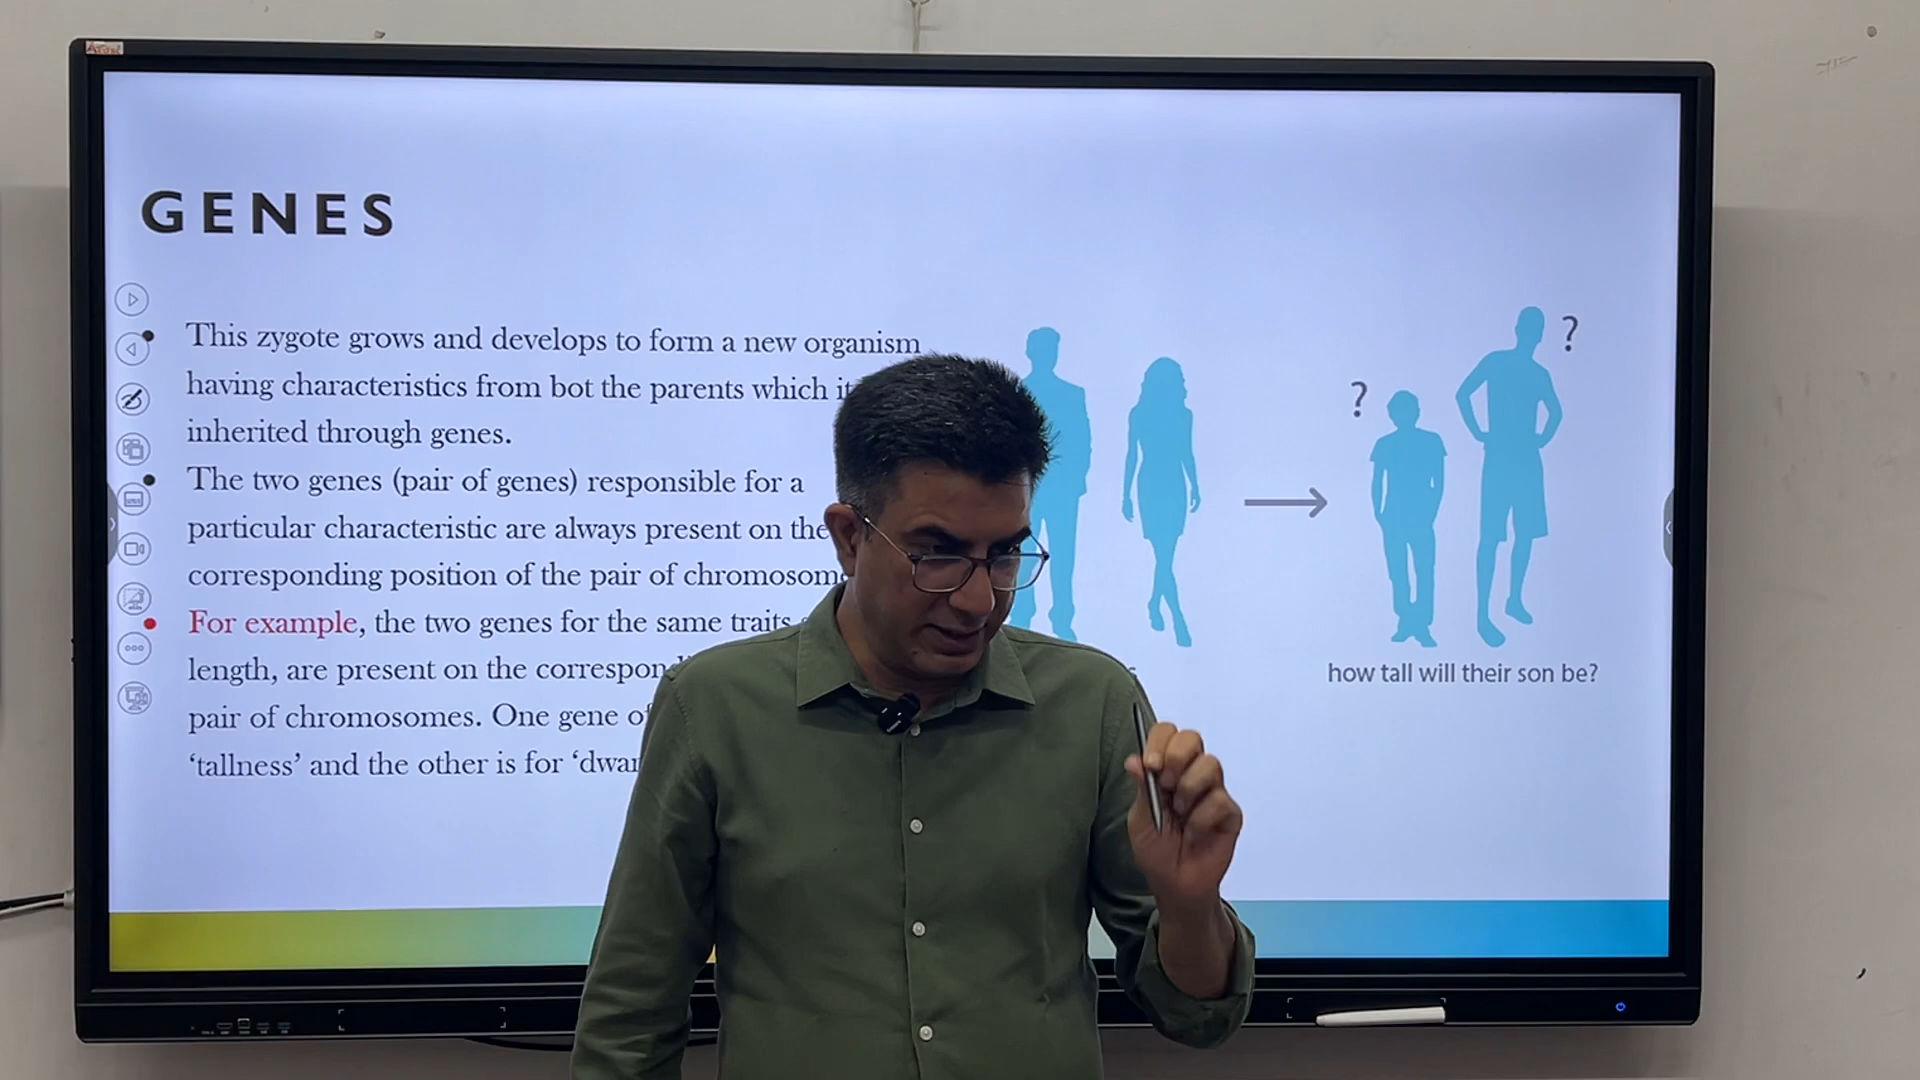 GENES
This zygote grows and develops to form a new organism
having characteristics from bot the parents which it
inherited through genes.
The two genes (pair of genes) responsible for a
particular characteristic are always present on the
corresponding position of the pair of
For example, the two genes for the same traits
length, are present on the
pair of chromosomes. One gene
'tallness' and the other is for
?
?
how tall will their son be?